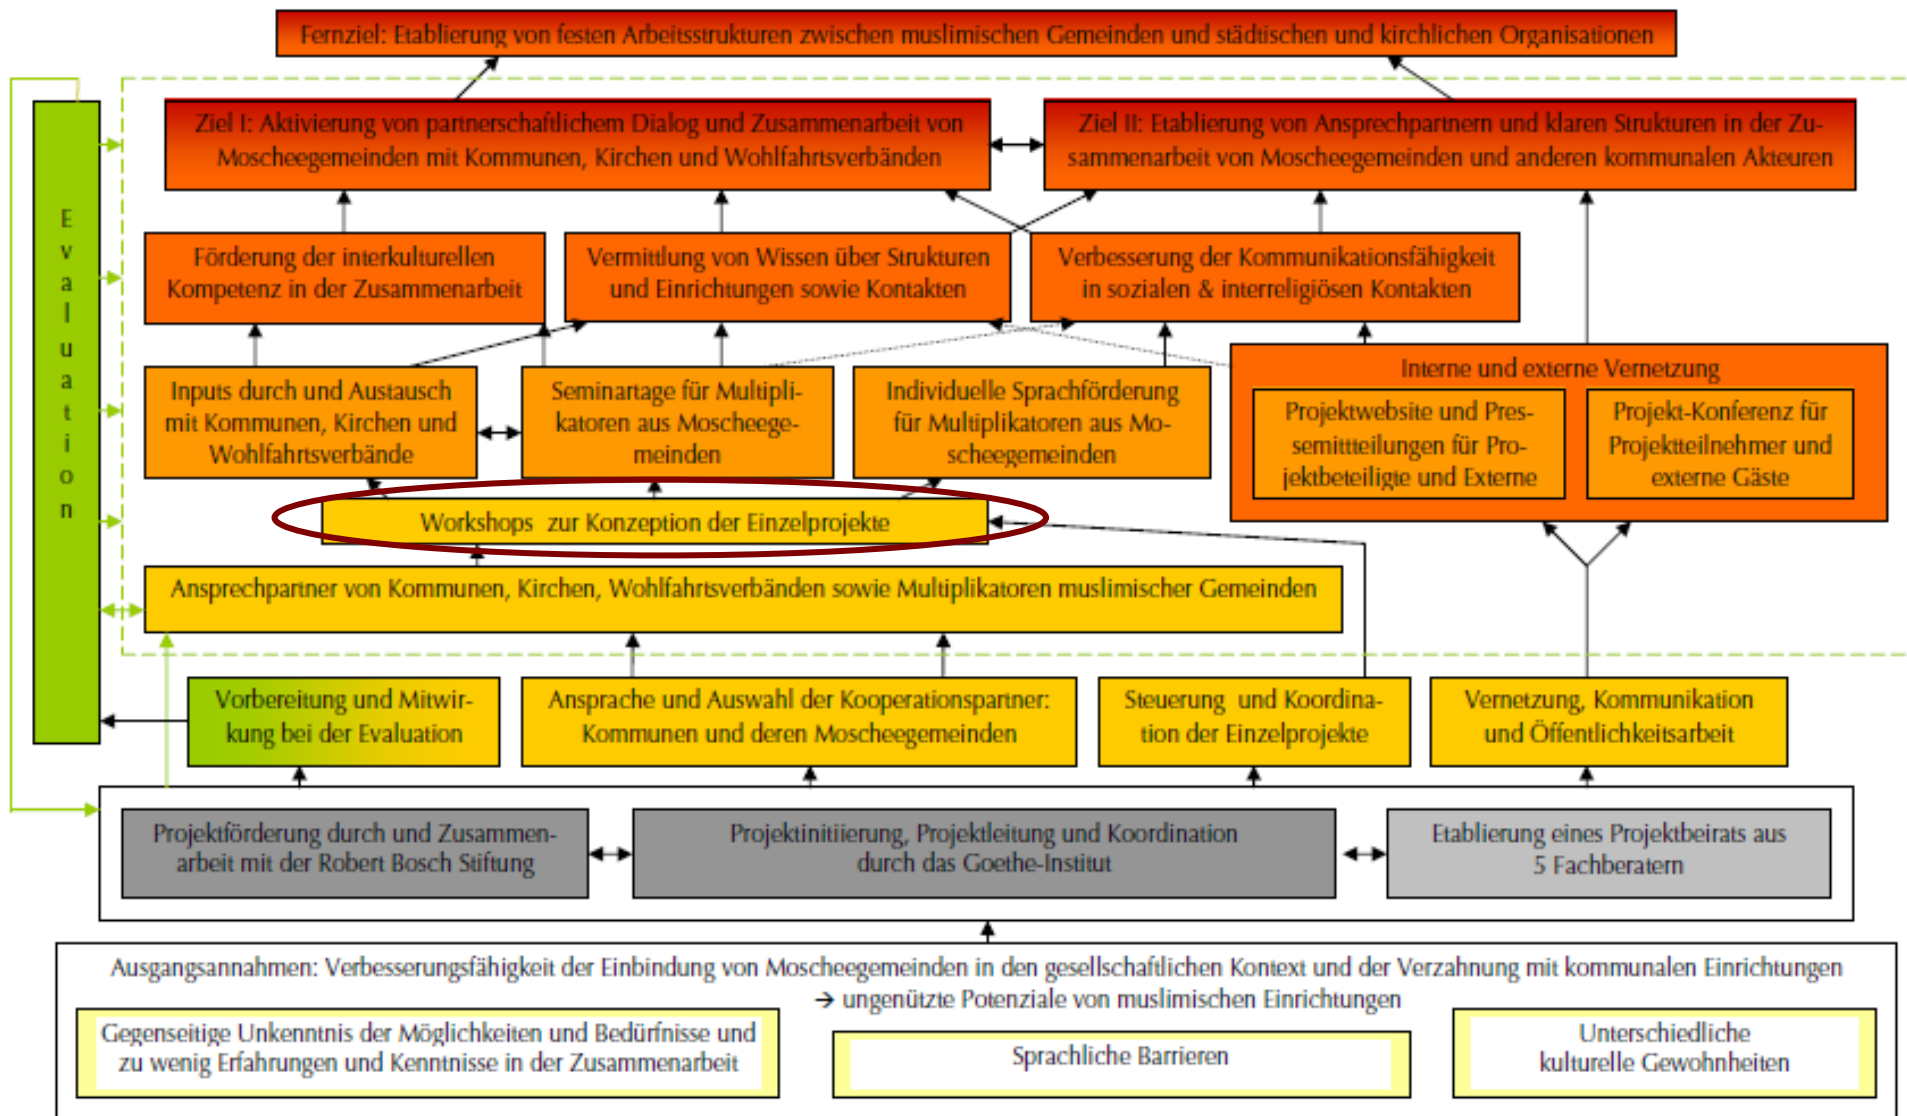 Fernziel: Etablierung von festen Arbeitsstrukturen zwischen muslimischen Gemeinden und städtischen und kirchlichen Organisationen
Ziel I: Aktivierung von partnerschaftlichem Dialog und Zusammenarbeit von
Moscheegemeinden mit Kommunen, Kirchen und Wohlfahrtsverbänden
Ziel II: Etablierung von Ansprechpartnern und klaren Strukturen in der Zu-
sammenarbeit von Moscheegemeinden und anderen kommunalen Akteuren
Evaluation
Förderung der interkulturellen
Kompetenz in der Zusammenarbeit
Vermittlung von Wissen über Strukturen
und Einrichtungen sowie Kontakten
Verbesserung der Kommunikationsfähigkeit
in sozialen & interreligiösen Kontakten
Inputs durch und Austausch
mit Kommunen, Kirchen und
Wohlfahrtsverbände
Seminartage für Multipli-
katoren aus Moscheege-
meinden
Individuelle Sprachförderung
für Multiplikatoren aus Mo-
scheegemeinden
Interne und externe Vernetzung
Projektwebsite und Pres-
semittteilungen für Pro-
jektbeteiligte und Externe
Projekt-Konferenz für
Projektteilnehmer und
externe Gäste
Workshops zur Konzeption der Einzelprojekte
Ansprechpartner von Kommunen, Kirchen, Wohlfahrtsverbänden sowie Multiplikatoren muslimischer Gemeinden
Vorbereitung und Mitwir-
kung bei der Evaluation
Ansprache und Auswahl der Kooperationspartner:
Kommunen und deren Moscheegemeinden
Steuerung und Koordina-
tion der Einzelprojekte
Vernetzung, Kommunikation
und Öffentlichkeitsarbeit
Projektförderung durch und Zusammen-
arbeit mit der Robert Bosch Stiftung
Projektinitiierung, Projektleitung und Koordination
durch das Goethe-Institut
Etablierung eines Projektbeirats aus
5 Fachberatern
Ausgangsannahmen: Verbesserungsfähigkeit der Einbindung von Moscheegemeinden in den gesellschaftlichen Kontext und der Verzahnung mit kommunalen Einrichtungen
→ ungenützte Potenziale von muslimischen Einrichtungen
Gegenseitige Unkenntnis der Möglichkeiten und Bedürfnisse und
zu wenig Erfahrungen und Kenntnisse in der Zusammenarbeit
Sprachliche Barrieren
Unterschiedliche
kulturelle Gewohnheiten